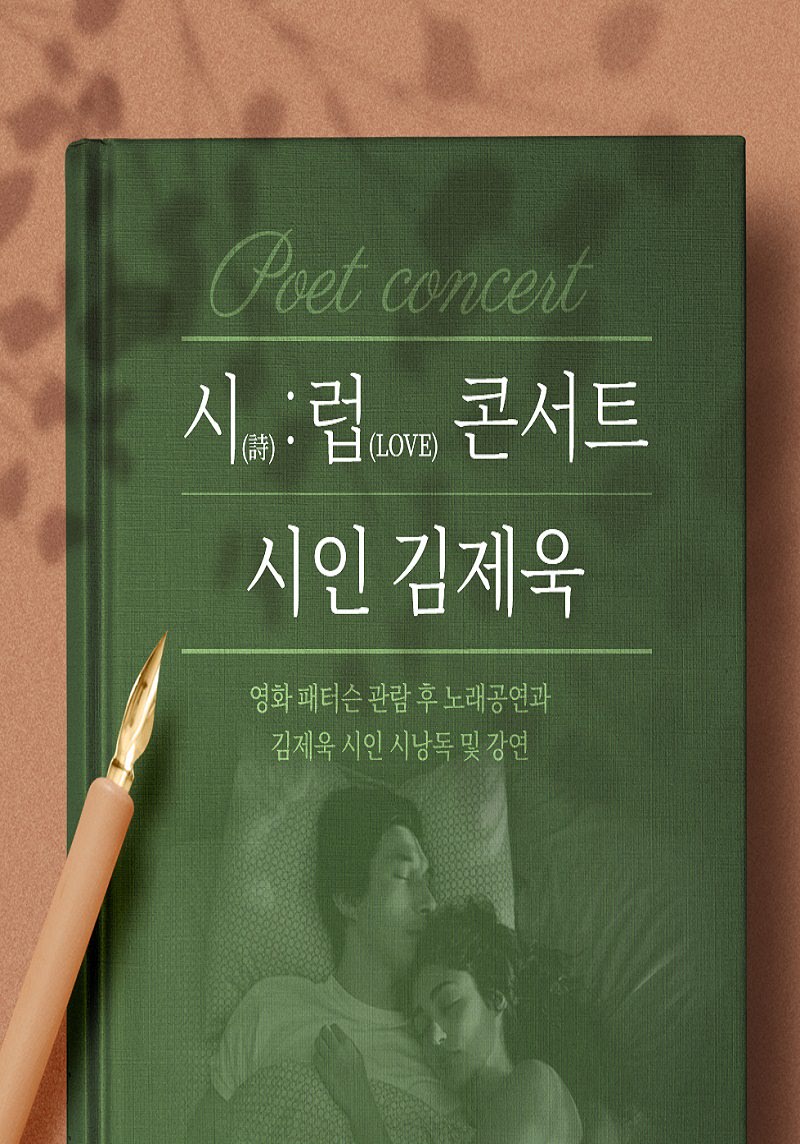 Poet concert
시(詩) : 럽(LOVE) 콘서트
시인 김제욱
영화 패터슨 관람 후 노래공연과
김제욱 시인 시낭독 및 강연